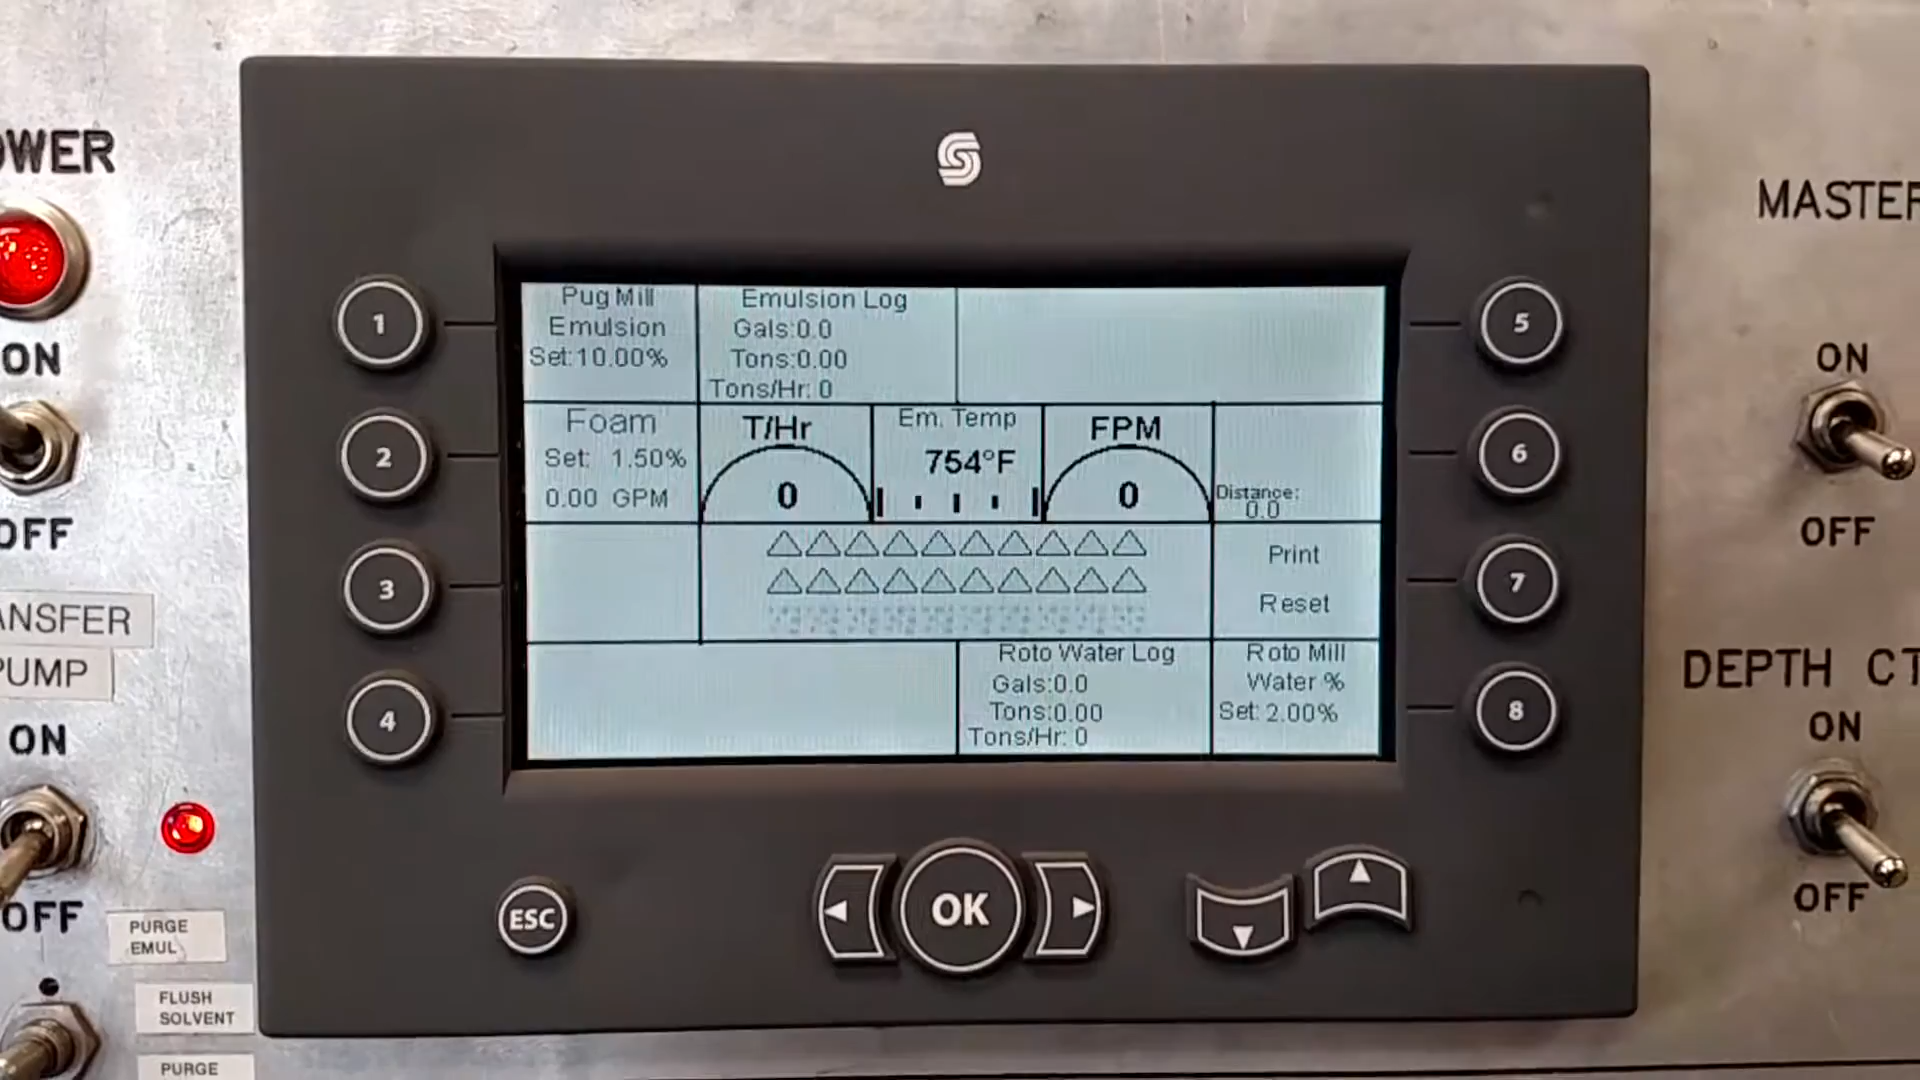 OWER
ON
OFF
ANSFER
PUMP
ON
OFF
PURGE
EMUL
FLUSH
SOLVENT
PURGE
1
2
3
4
Pug Mill
Emulsion
Set:10.00%
Emulsion Log
Gals:0.0
Tons:0.00
Tons/Hr: 0
Foam
Set: 1.50%
0.00 GPM
T/Hr
0
Em. Temp
754°F
FPM
0
Distance:
0.0
Print
Reset
Roto Water Log
Gals:0.0
Tons:0.00
Tons/Hr: 0
Roto Mill
Water %
Set: 2.00%
5
6
7
8
ESC
OK
MASTER
ON
OFF
DEPTH CT
ON
OFF